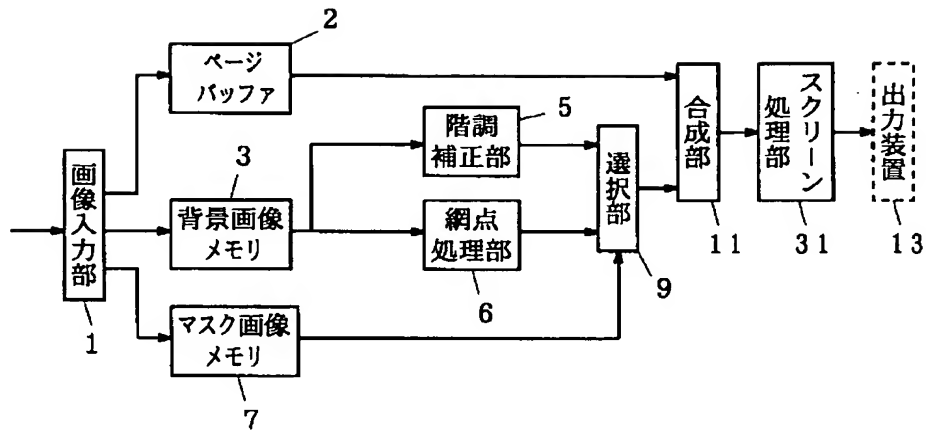 2
ページ
バッファ
5
階調
補正部
3
背景画像
メモリ
網点
処理部
6
マスク画像
メモリ
7
画像入力部
1
選択部
9
合成部
11
スクリーン
処理部
31
出力装置
13